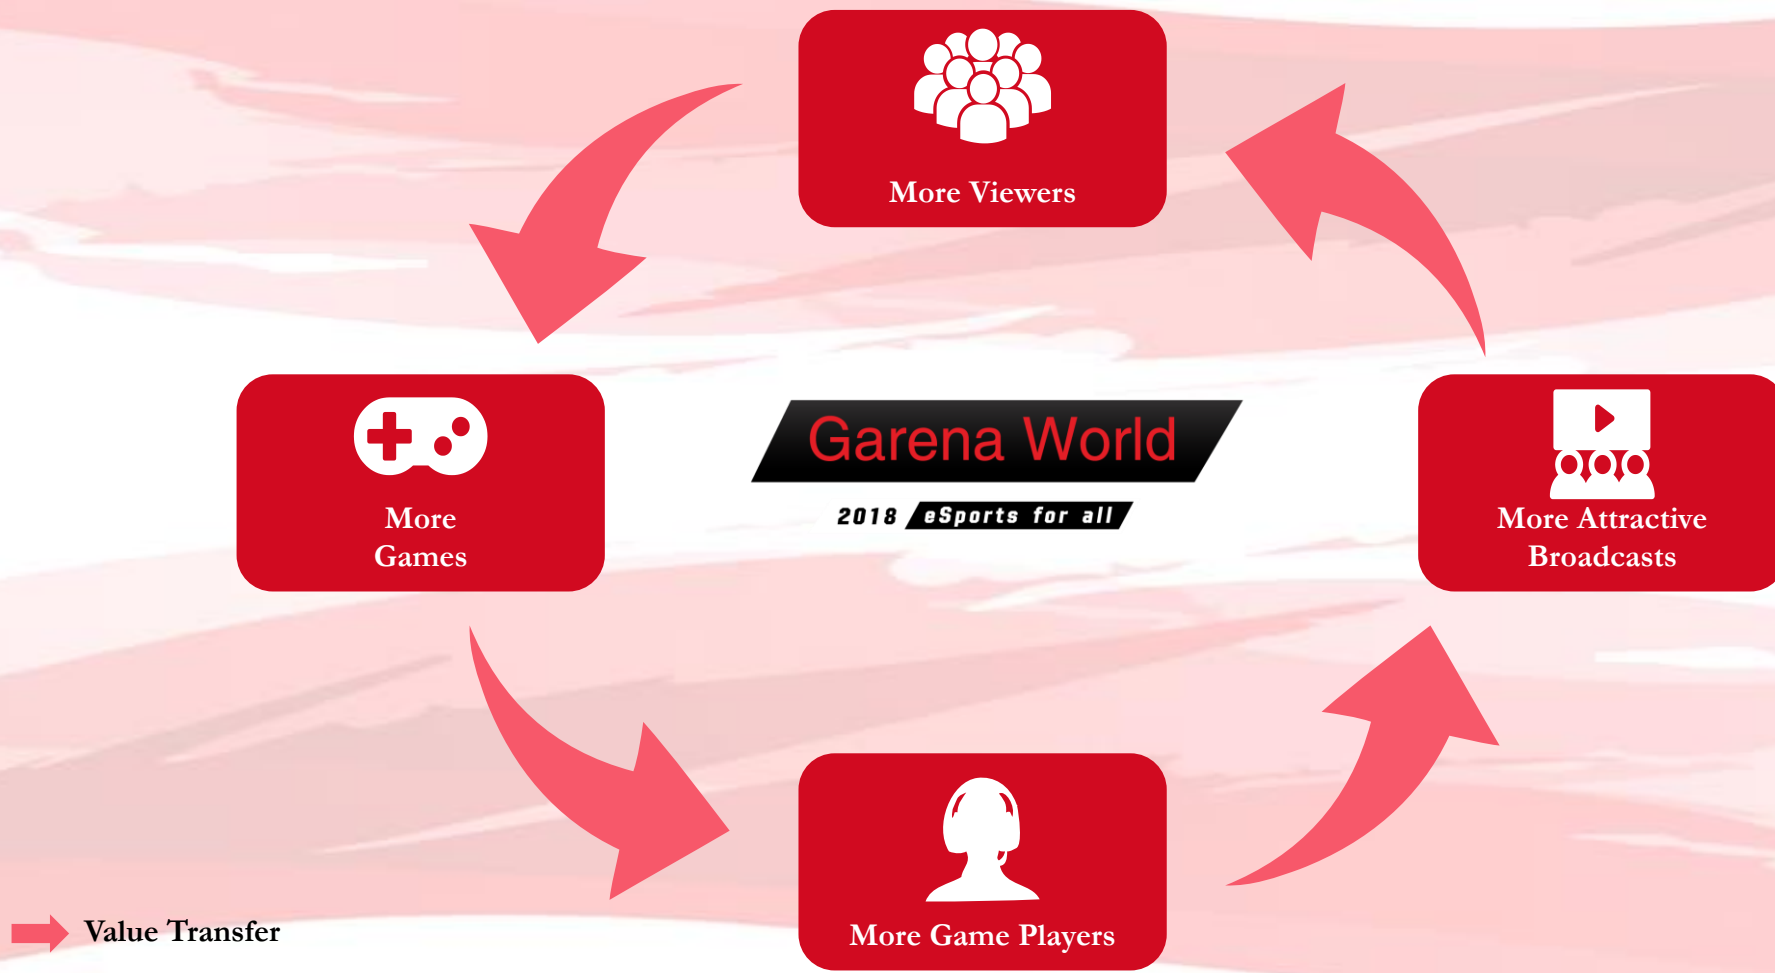 More Viewers
More
Games
Garena World
2018 eSports for all
More Attractive
Broadcasts
More Game Players
Value Transfer